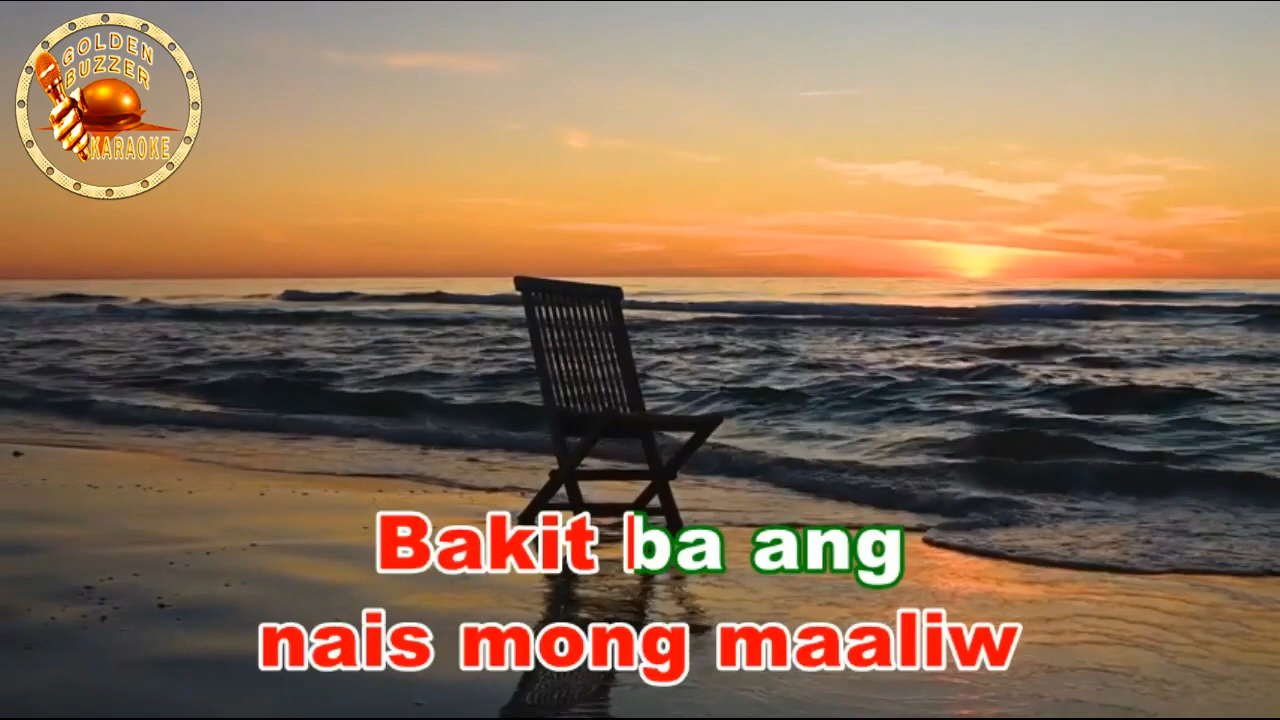 GOLDEN
BUZZER
KARAOKE
Bakit ba ang
nais mong maaliw